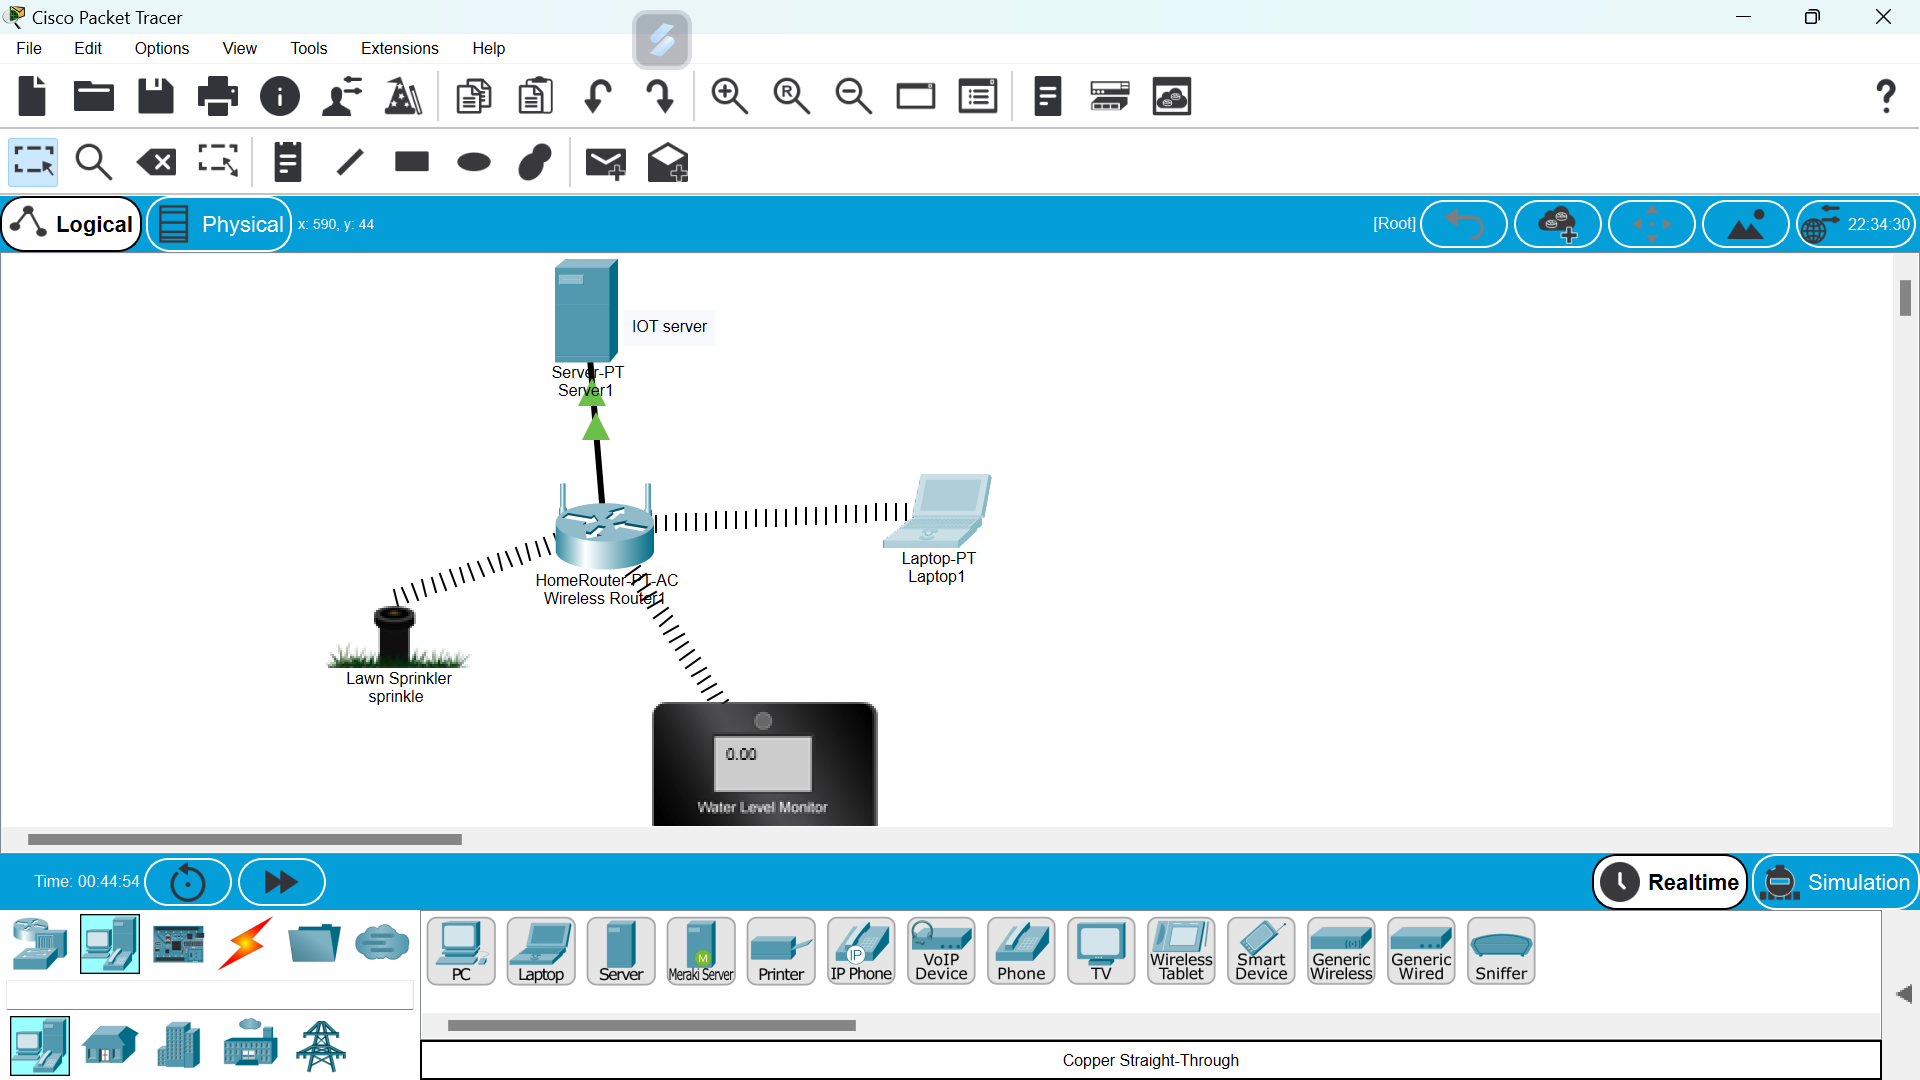 Cisco Packet Tracer
File Edit Options View Tools Extensions Help
Logical Physical x: 590, y: 44 [Root] 22:34:30
IOT server
Server-PT
Server1
Laptop-PT
Laptop1
HomeRouter-PT-AC
Wireless Router1
Lawn Sprinkler
sprinkle
0.00
Water Level Monitor
Time: 00:44:54 Realtime Simulation
PC Laptop Server Meraki Server Printer IP Phone VoIP Device Phone TV Wireless Tablet Smart Device Generic Wireless Generic Wired Sniffer
Copper Straight-Through